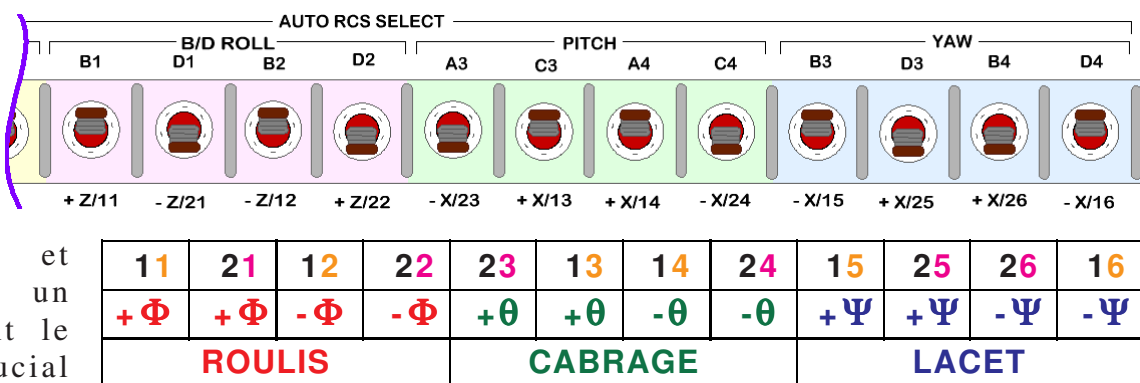 AUTO RCS SELECT
B/D ROLL PITCH YAW
B1 D1 B2 D2 A3 C3 A4 C4 B3 D3 B4 D4
+ Z/11 - Z/21 - Z/12 + Z/22 - X/23 + X/13 + X/14 - X/24 - X/15 + X/25 + X/26 - X/16
et
un
t le
ucial
11 21 12 22 23 13 14 24 15 25 26 16
+Φ +Φ -Φ -Φ +θ +θ -θ -θ +Ψ +Ψ -Ψ -Ψ
ROULIS CABRAGE LACET